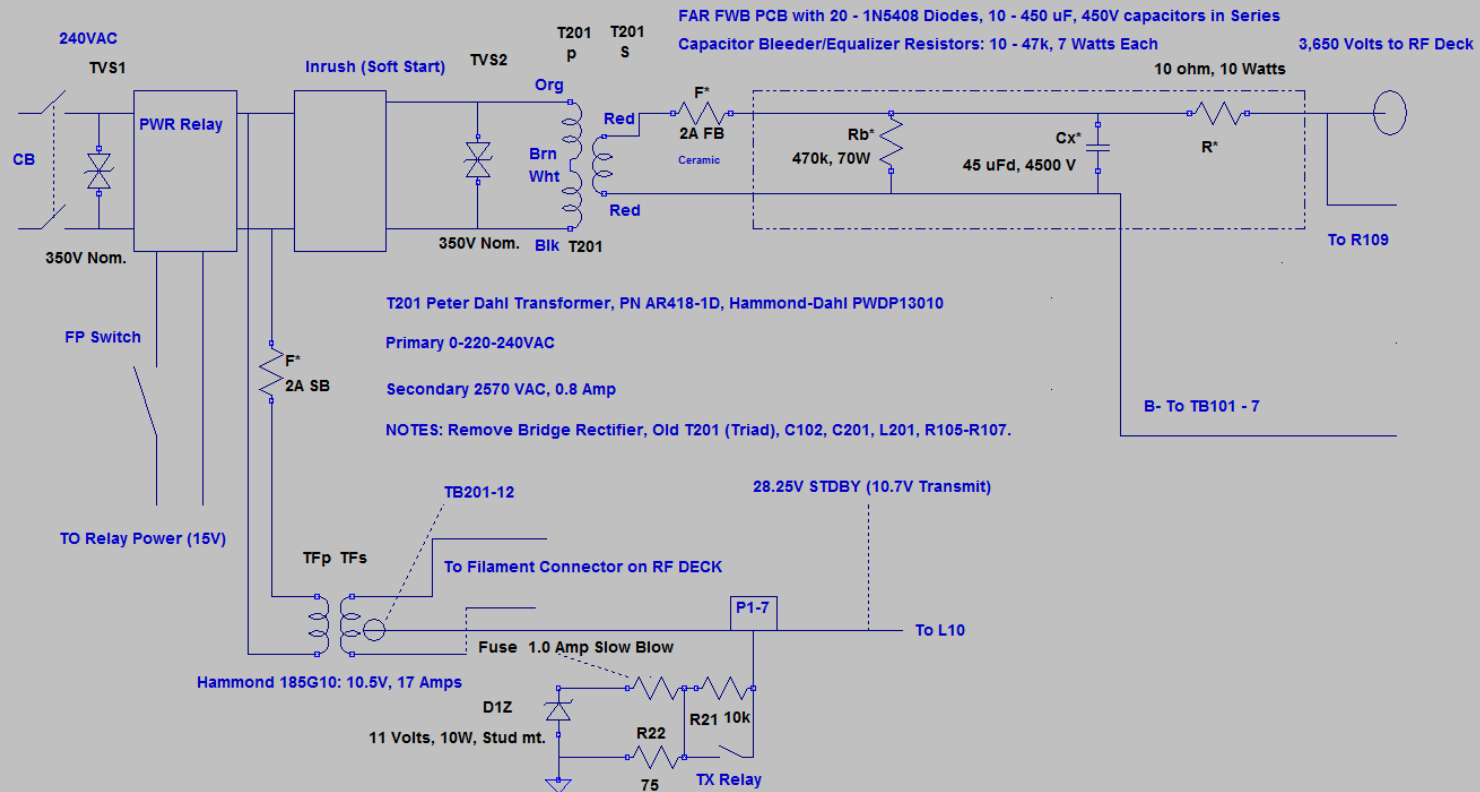 FAR FWB PCB with 20 - 1N5408 Diodes, 10 - 450 uF, 450V capacitors in Series
Capacitor Bleeder/Equalizer Resistors: 10 - 47k, 7 Watts Each
3,650 Volts to RF Deck
240VAC
TVS1
Inrush (Soft Start)
TVS2
T201
p
T201
S
10 ohm, 10 Watts
PWR Relay
Org
F*
2A FB
Ceramic
Red
CB
Brn
Wht
Rb*
470k, 70W
Cx*
45 uFd, 4500 V
R*
Red
350V Nom.
350V Nom.
Blk
T201
To R109
T201 Peter Dahl Transformer, PN AR418-1D, Hammond-Dahl PWDP13010
FP Switch
Primary 0-220-240VAC
F*
2A SB
Secondary 2570 VAC, 0.8 Amp
B- To TB101 - 7
NOTES: Remove Bridge Rectifier, Old T201 (Triad), C102, C201, L201, R105-R107.
TB201-12
28.25V STDBY (10.7V Transmit)
TO Relay Power (15V)
TFp
TFs
To Filament Connector on RF DECK
P1-7
To L10
Fuse 1.0 Amp Slow Blow
Hammond 185G10: 10.5V, 17 Amps
D1Z
R21
10k
11 Volts, 10W, Stud mt.
R22
75
TX Relay